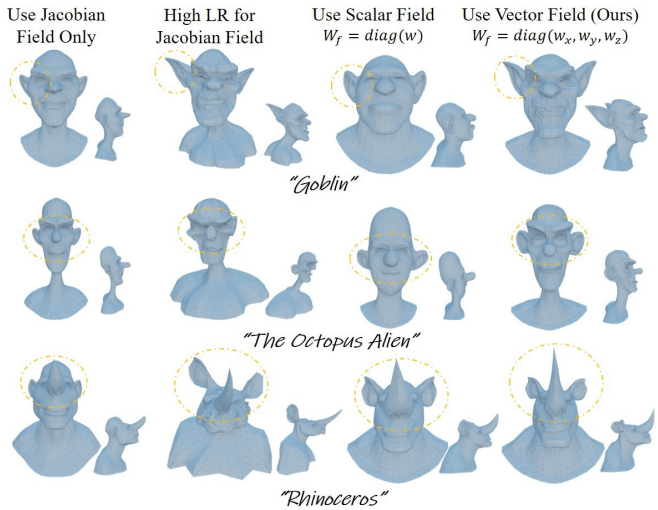 Use Jacobian
Field Only
High LR for
Jacobian Field
Use Scalar Field
W_f = diag(w)
Use Vector Field (Ours)
W_f = diag(w_x, w_y, w_z)
"Goblin"
"The Octopus Alien"
"Rhinoceros"